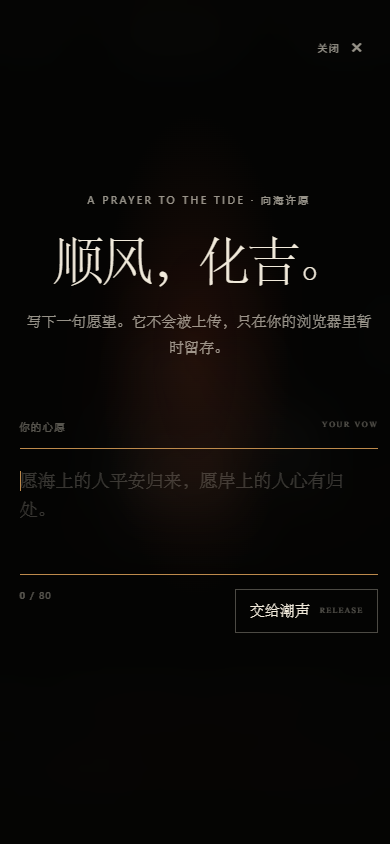 关闭 ×
A PRAYER TO THE TIDE · 向海许愿
顺风，化吉。
写下一句愿望。它不会被上传，只在你的浏览器里暂
时留存。
你的心愿 YOUR VOW
愿海上的人平安归来，愿岸上的人心有归
处。
0 / 80
交给潮声 RELEASE